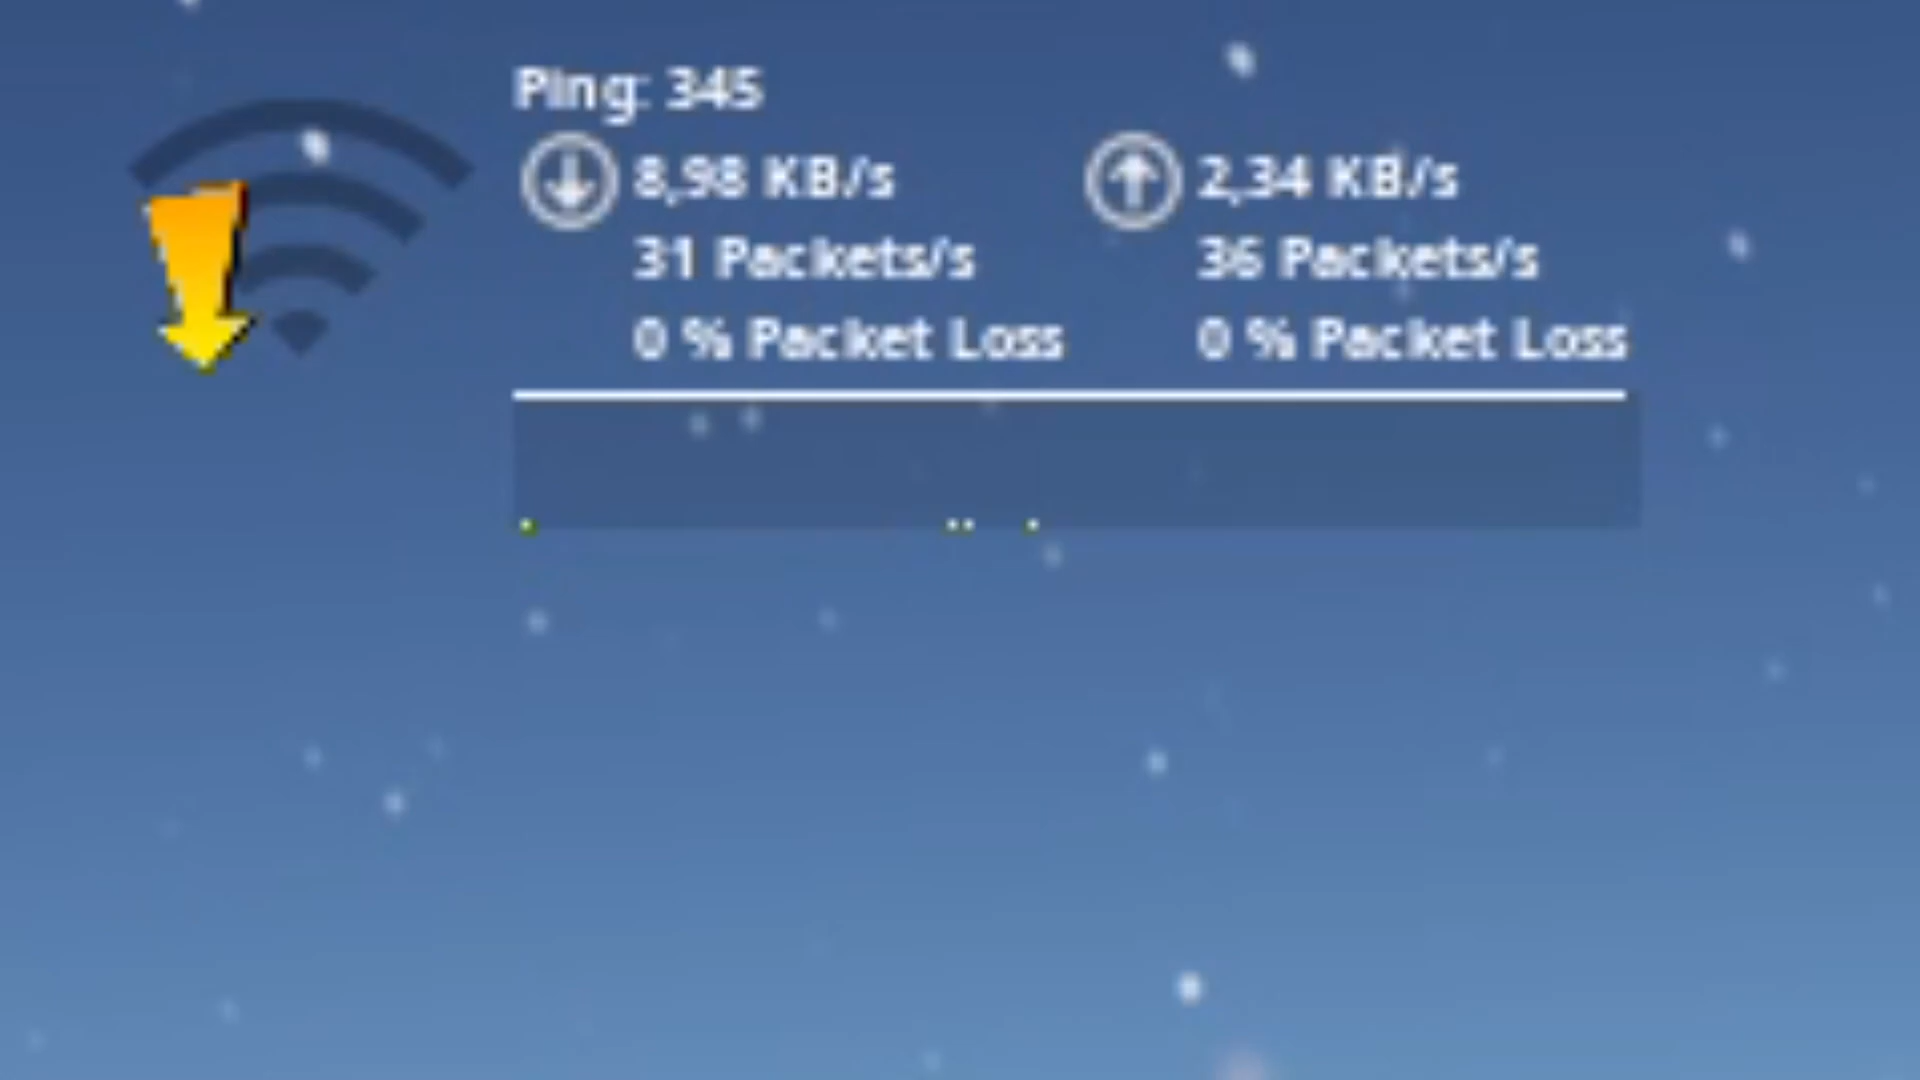 Ping: 345
8,98 KB/s
2,34 KB/s
31 Packets/s
36 Packets/s
0 % Packet Loss
0 % Packet Loss